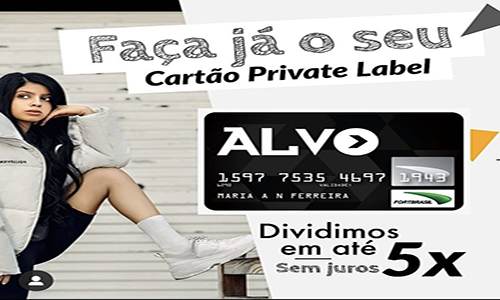 Faça já o seu
Cartão Private Label
ALVO
1597 7535 4697 1943
VALIDADE:
MARIA A N FERREIRA
FORTBRASIL
Dividimos
em até
Sem juros
5x